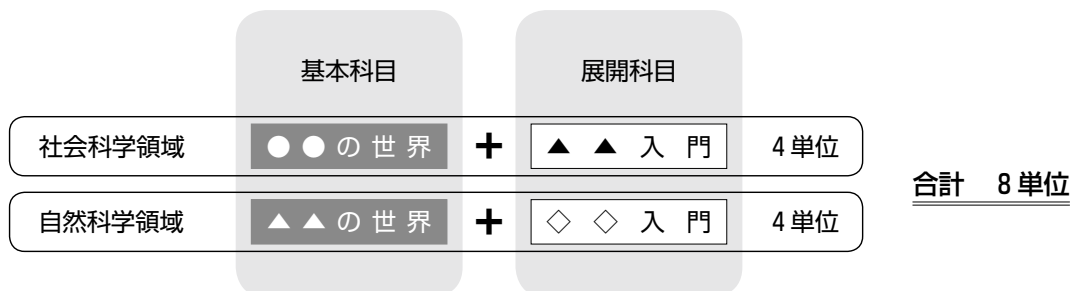 基本科目 展開科目
社会科学領域 ●●の世界 + ▲▲入門 4単位
合計 8単位
自然科学領域 ▲▲の世界 + ◇◇入門 4単位